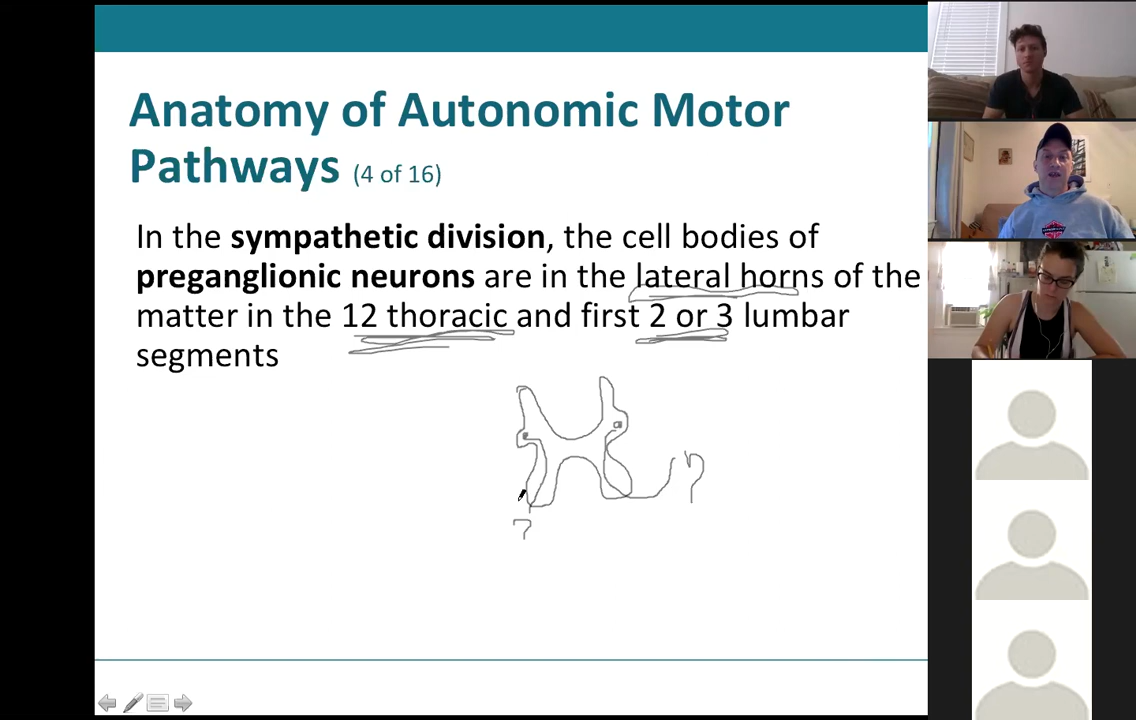 Anatomy of Autonomic Motor
Pathways (4 of 16)
In the sympathetic division, the cell bodies of
preganglionic neurons are in the lateral horns of the
matter in the 12 thoracic and first 2 or 3 lumbar
segments